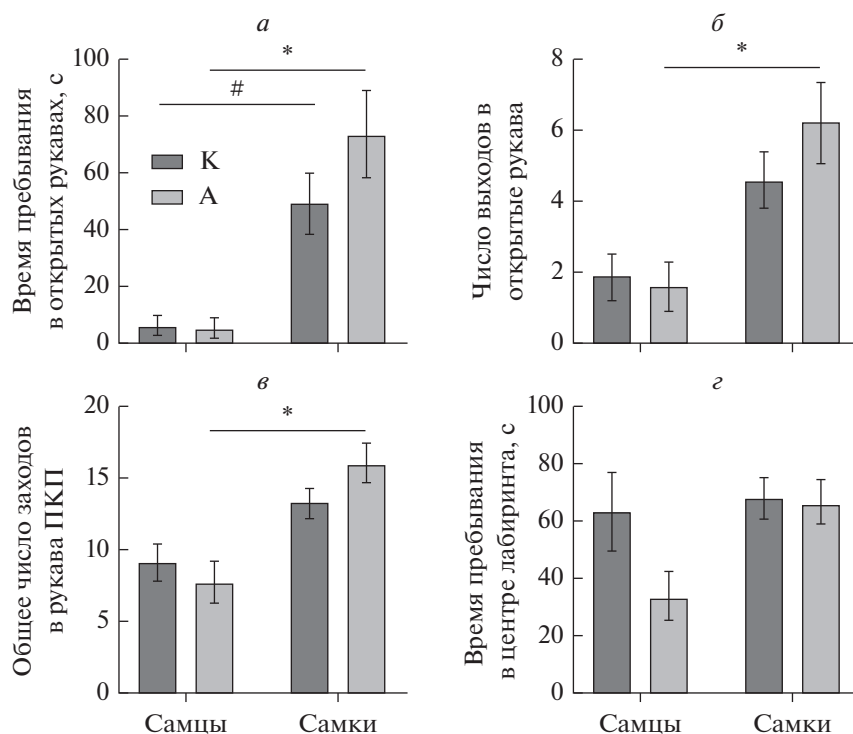 а
Время пребывания
в открытых рукавах, с
100
80
60
40
20
0
*
#
К
А
б
Число выходов в
открытые рукава
8
6
4
2
0
*
в
Общее число заходов
в рукава ПКП
20
15
10
5
0
*
Самцы
Самки
г
Время пребывания
в центре лабиринта, с
100
80
60
40
20
0
Самцы
Самки